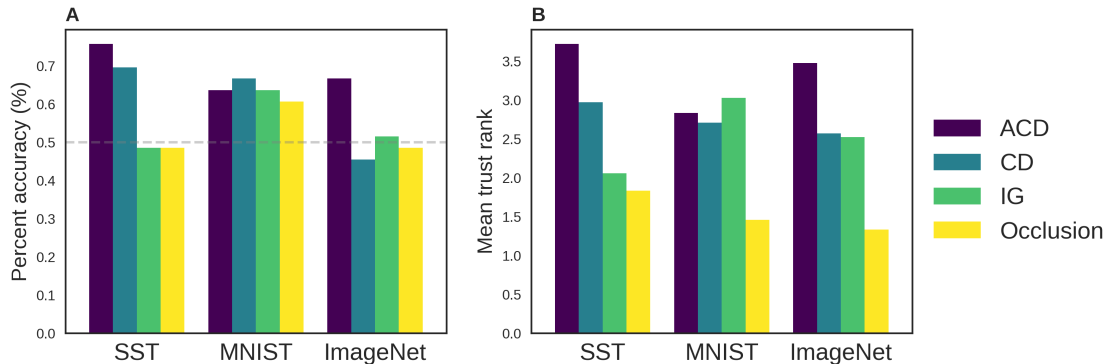 A
Percent accuracy (%)
0.7
0.6
0.5
0.4
0.3
0.2
0.1
0.0
SST
MNIST
ImageNet
B
Mean trust rank
3.5
3.0
2.5
2.0
1.5
1.0
0.5
0.0
SST
MNIST
ImageNet
ACD
CD
IG
Occlusion